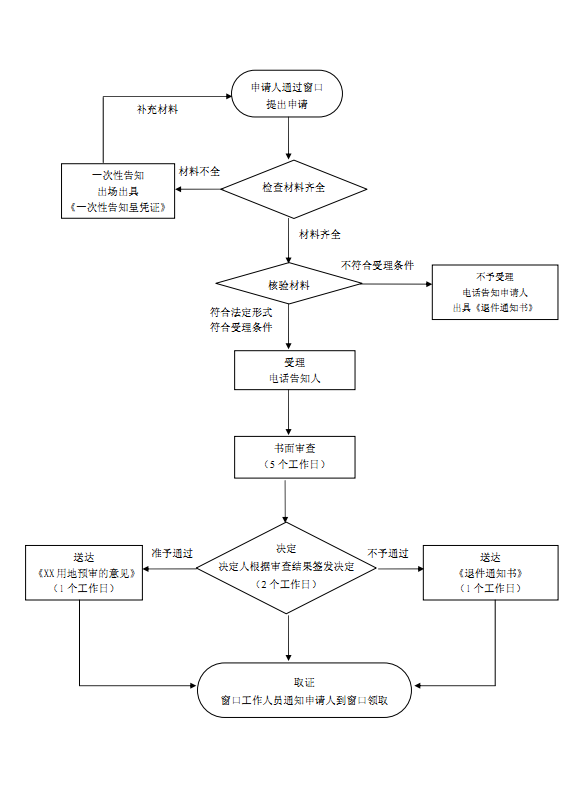 申请人通过窗口
提出申请
补充材料
一次性告知
出场出具
《一次性告知呈凭证》
材料不全
检查材料齐全
材料齐全
不符合受理条件
核验材料
不予受理
电话告知申请人
出具《退件通知书》
符合法定形式
符合受理条件
受理
电话告知人
书面审查
（5 个工作日）
准予通过
决定
决定人根据审查结果签发决定
（2 个工作日）
不予通过
送达
《XX 用地预审的意见》
（1 个工作日）
送达
《退件通知书》
（1 个工作日）
取证
窗口工作人员通知申请人到窗口领取